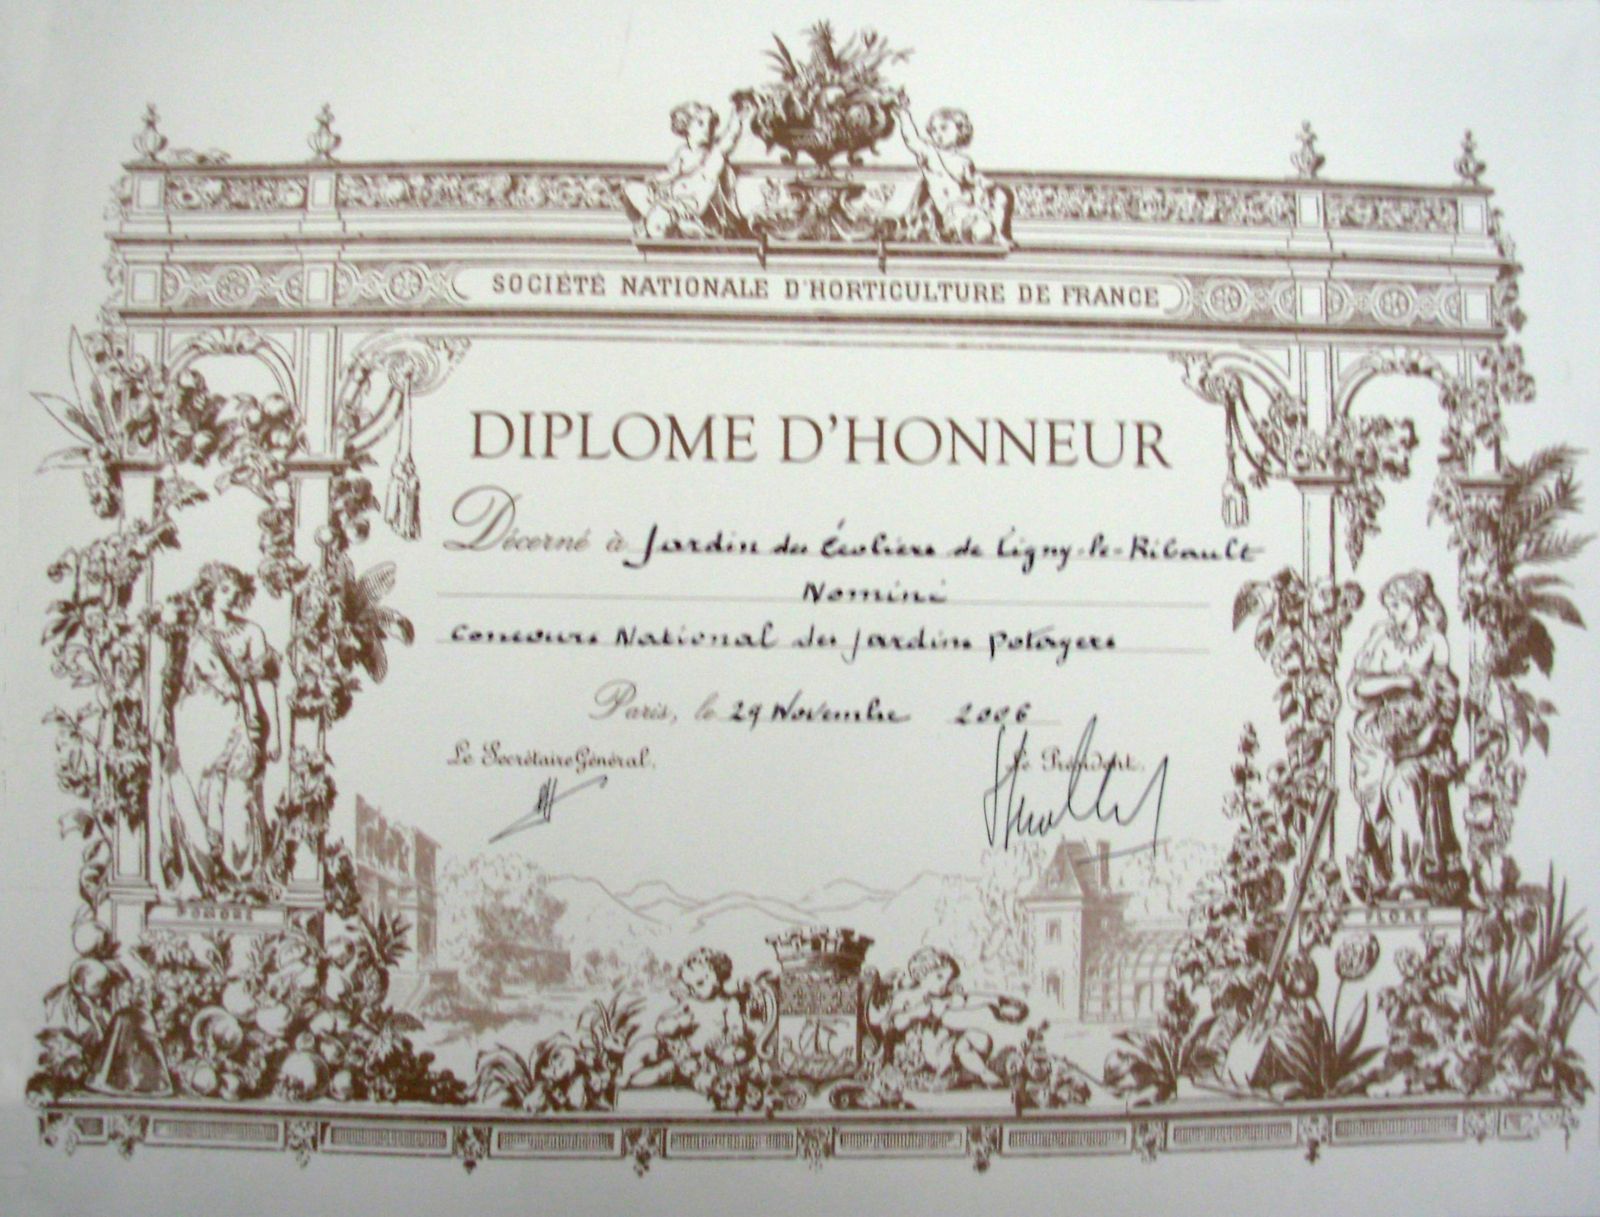 SOCIÉTÉ NATIONALE D'HORTICULTURE DE FRANCE
DIPLOME D'HONNEUR
Décerné à Jardin des Écoliers de Ligny-le-Ribault
Nominé
Concours National des Jardins Potagers
Paris, le 29 Novembre 2006
Le Secrétaire Général. Le Président.
POMONE FLORE